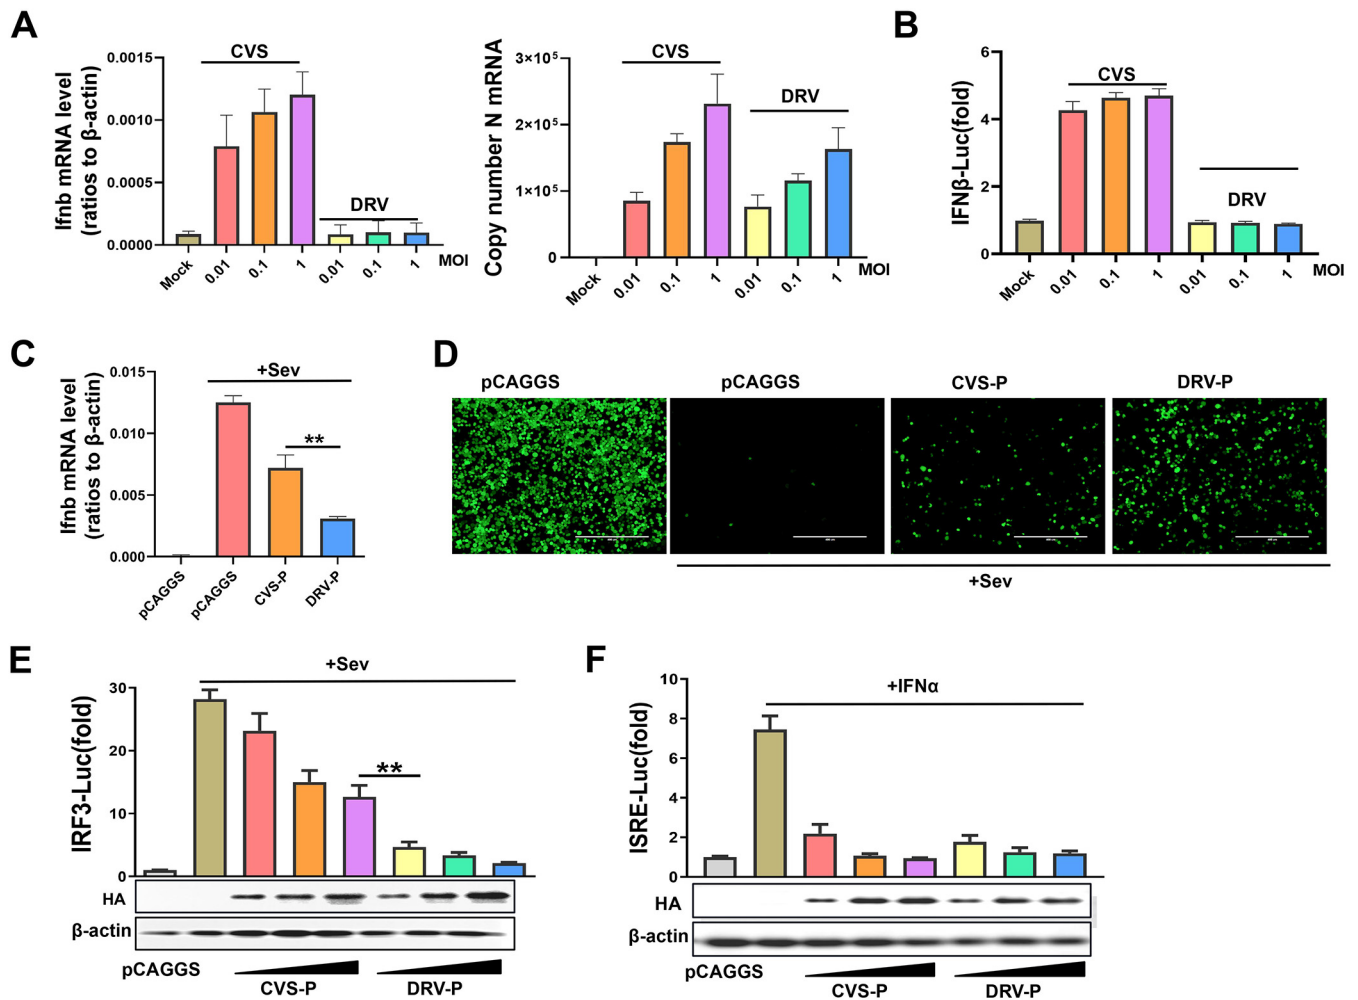 A
Ifnb mRNA level
(ratios to β-actin)
0.0015
0.0010
0.0005
0.0000
CVS
DRV
Mock
0.01
0.1
1
0.01
0.1
1
MOI
Copy number N mRNA
3×10⁵
2×10⁵
1×10⁵
0
CVS
DRV
Mock
0.01
0.1
1
0.01
0.1
1
MOI
B
IFNβ-Luc(fold)
6
4
2
0
CVS
DRV
Mock
0.01
0.1
1
0.01
0.1
1
MOI
C
Ifnb mRNA level
(ratios to β-actin)
0.015
0.010
0.005
0.000
+Sev
**
pCAGGS
pCAGGS
CVS-P
DRV-P
D
pCAGGS
pCAGGS
CVS-P
DRV-P
+Sev
E
IRF3-Luc(fold)
30
20
10
0
+Sev
**
HA
β-actin
pCAGGS
CVS-P
DRV-P
F
ISRE-Luc(fold)
10
8
6
4
2
0
+IFNα
HA
β-actin
pCAGGS
CVS-P
DRV-P